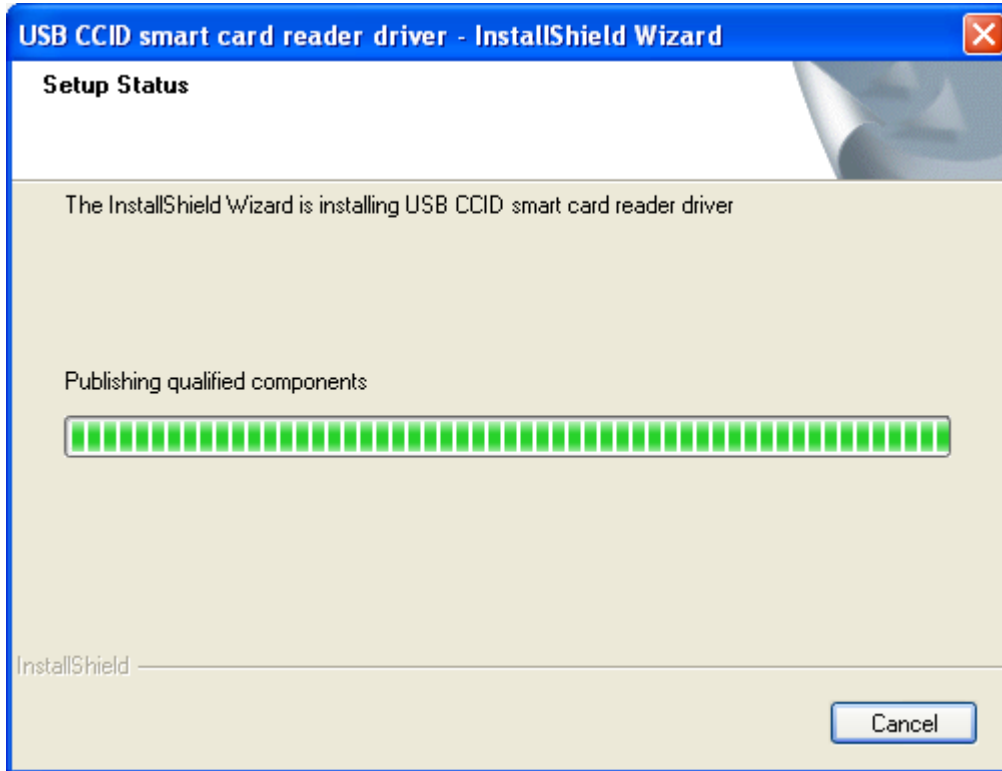 USB CCID smart card reader driver - InstallShield Wizard
Setup Status
The InstallShield Wizard is installing USB CCID smart card reader driver
Publishing qualified components
InstallShield
Cancel